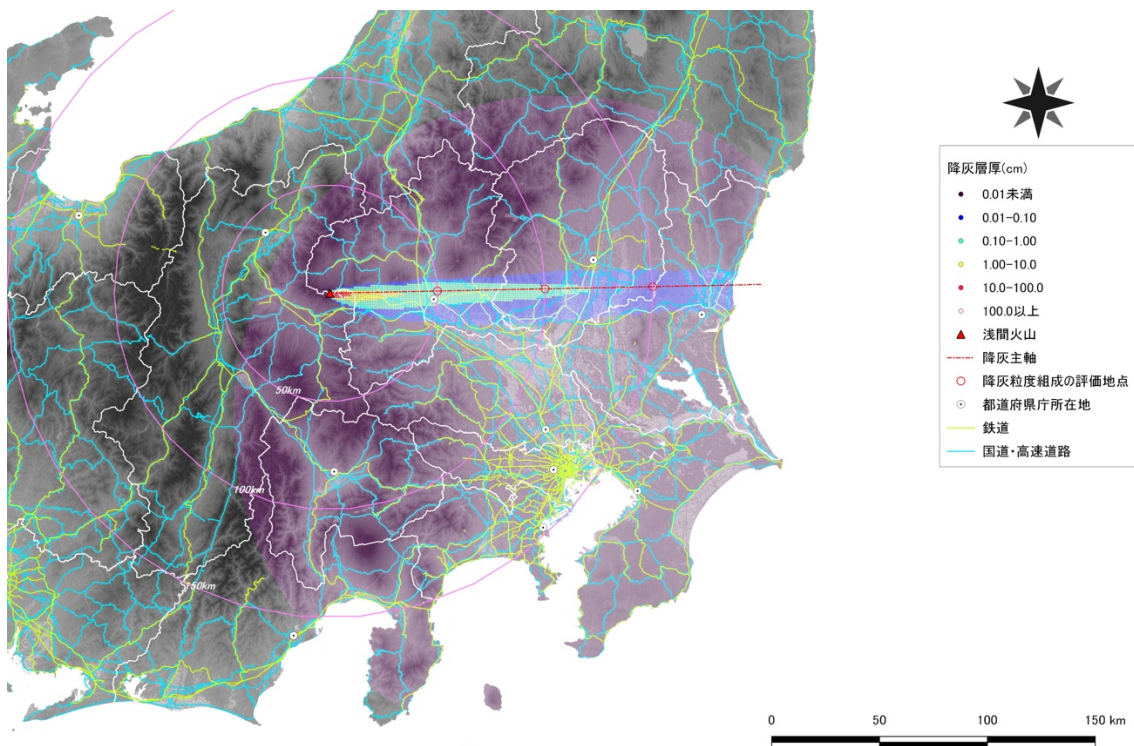 降灰層厚(cm)
0.01未満
0.01-0.10
0.10-1.00
1.00-10.0
10.0-100.0
100.0以上
浅間火山
降灰主軸
降灰粒度組成の評価地点
都道府県庁所在地
鉄道
国道・高速道路
50km
100km
150km
0 50 100 150 km